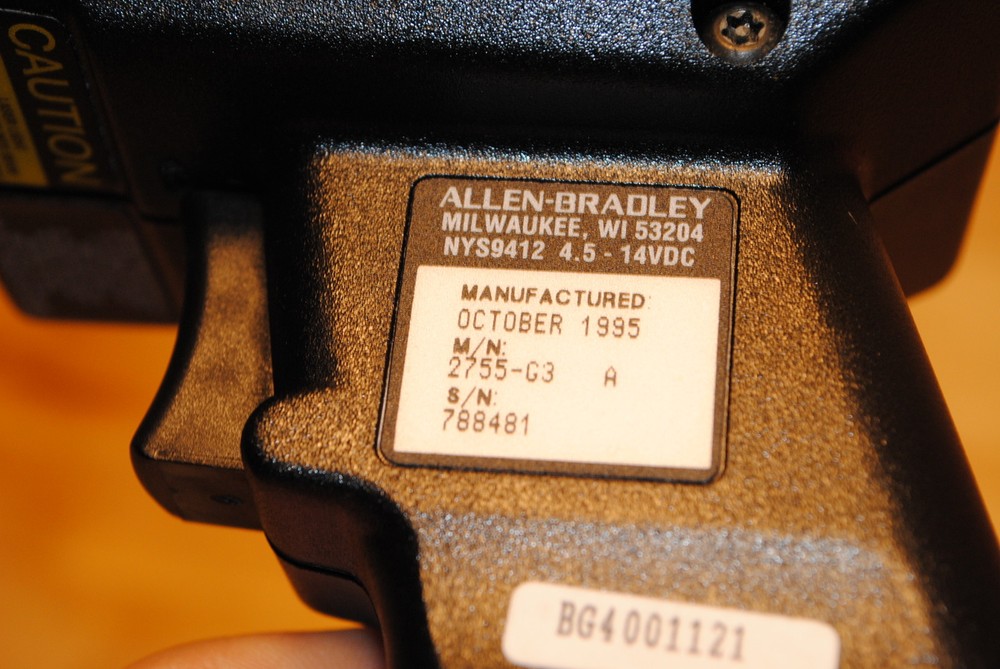 CAUTION
ALLEN-BRADLEY
MILWAUKEE, WI 53204
NYS9412 4.5 - 14VDC
MANUFACTURED:
OCTOBER 1995
M/N:
2755-G3 A
S/N:
788481
BG4001121